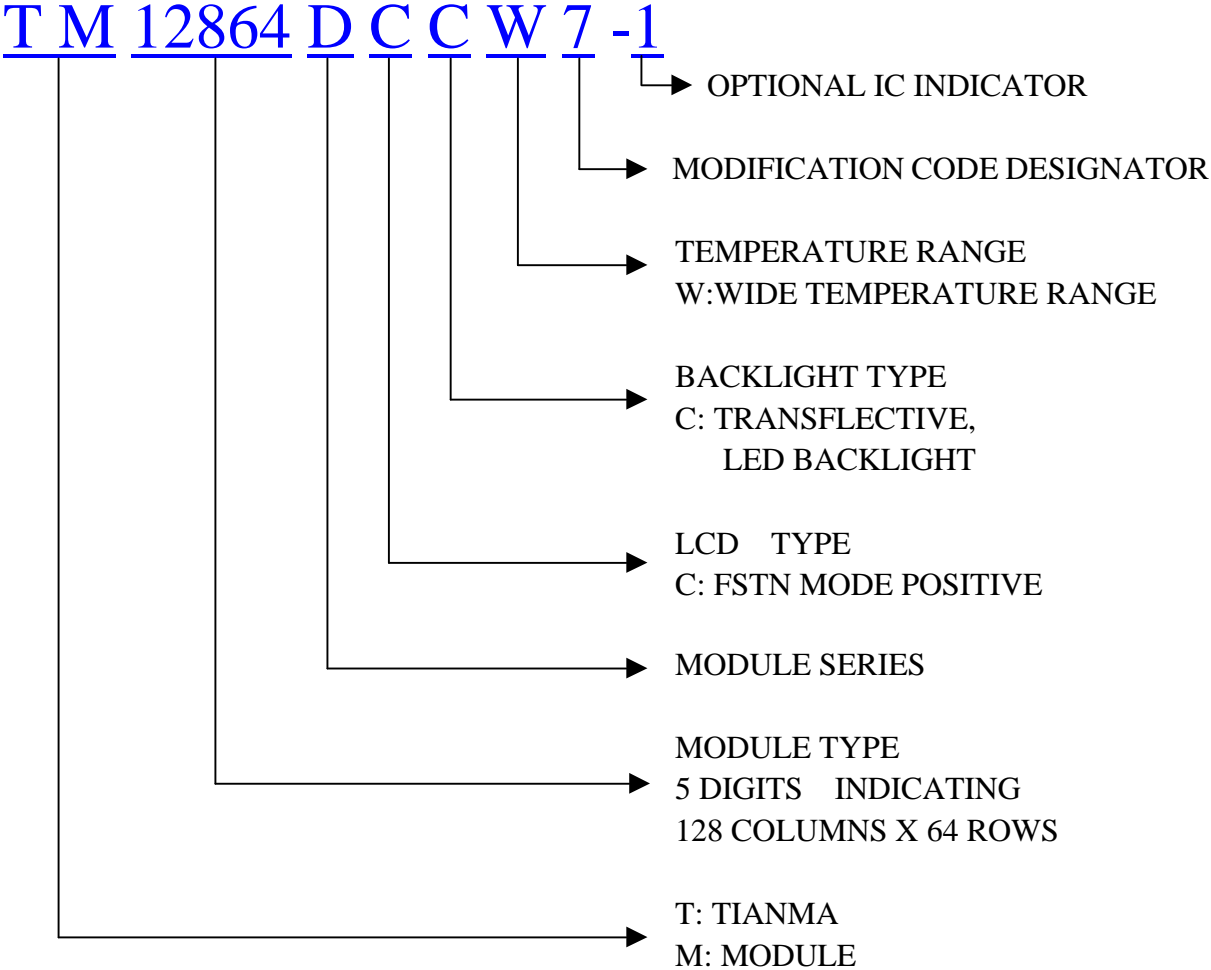 T M 12864 D C C W 7 -1
OPTIONAL IC INDICATOR
MODIFICATION CODE DESIGNATOR
TEMPERATURE RANGE
W:WIDE TEMPERATURE RANGE
BACKLIGHT TYPE
C: TRANSFLECTIVE,
LED BACKLIGHT
LCD TYPE
C: FSTN MODE POSITIVE
MODULE SERIES
MODULE TYPE
5 DIGITS INDICATING
128 COLUMNS X 64 ROWS
T: TIANMA
M: MODULE